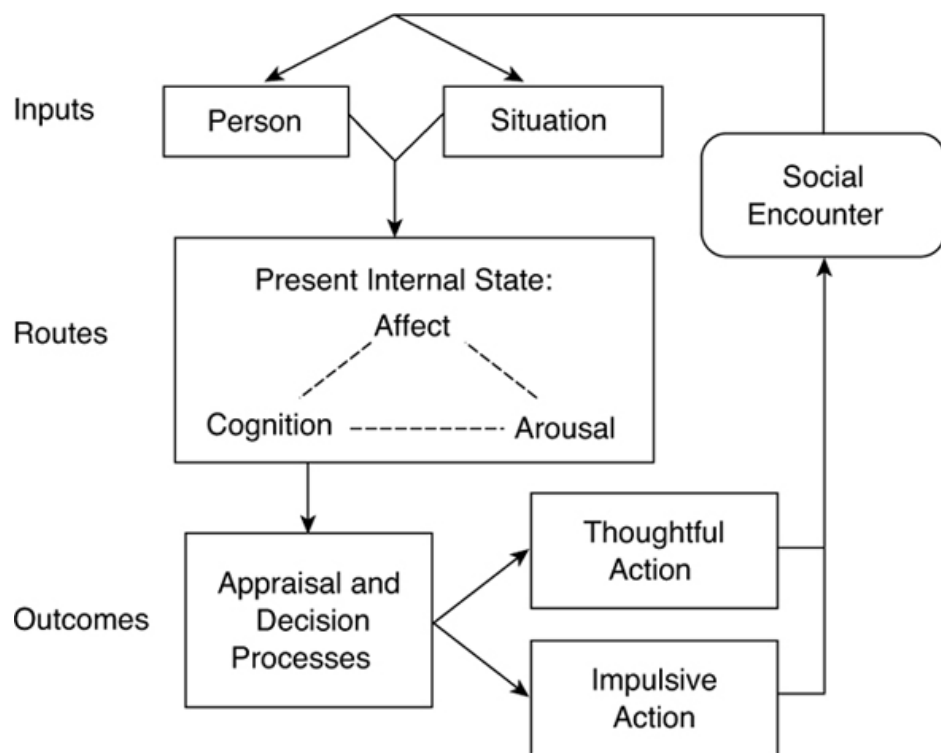 Inputs
Person
Situation
Social
Encounter
Routes
Present Internal State:
Affect
Cognition
Arousal
Outcomes
Appraisal and
Decision
Processes
Thoughtful
Action
Impulsive
Action